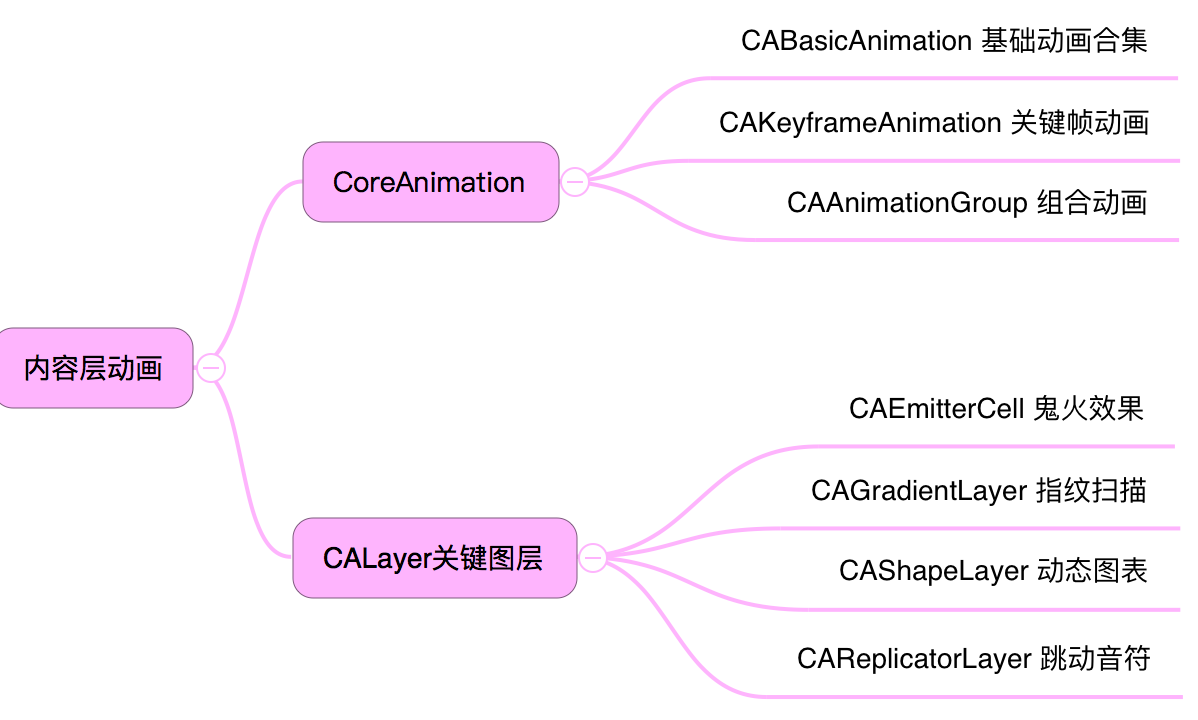 内容层动画
CoreAnimation
CABasicAnimation 基础动画合集
CAKeyframeAnimation 关键帧动画
CAAnimationGroup 组合动画
CALayer关键图层
CAEmitterCell 鬼火效果
CAGradientLayer 指纹扫描
CAShapeLayer 动态图表
CAReplicatorLayer 跳动音符